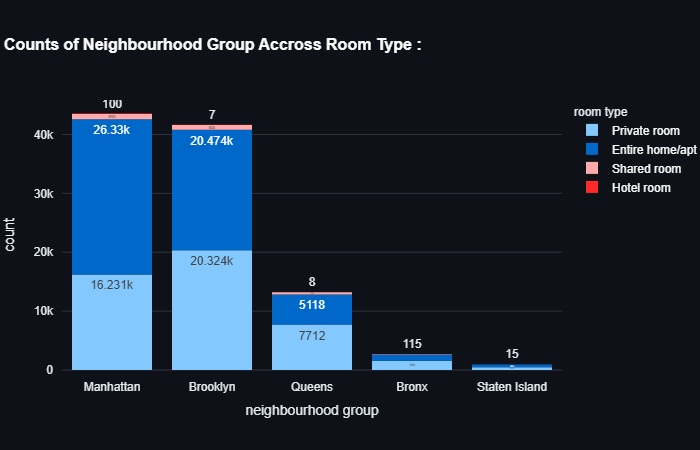 Counts of Neighbourhood Group Accross Room Type :
room type
Private room
Entire home/apt
Shared room
Hotel room
count
40k
30k
20k
10k
0
100
26.33k
16.231k
7
20.474k
20.324k
8
5118
7712
115
15
Manhattan
Brooklyn
Queens
Bronx
Staten Island
neighbourhood group